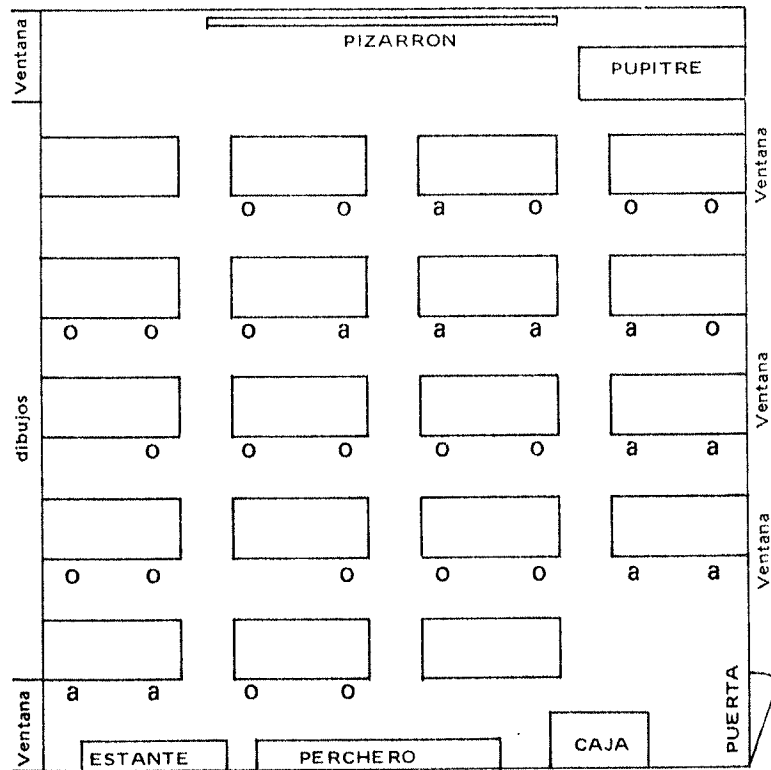 Ventana
PIZARRON
PUPITRE
o o a o o o
Ventana
o o o a a a a o
dibujos
o o o o o a a
Ventana
o o o o o a a
Ventana
a a o o
Ventana
PUERTA
ESTANTE PERCHERO CAJA